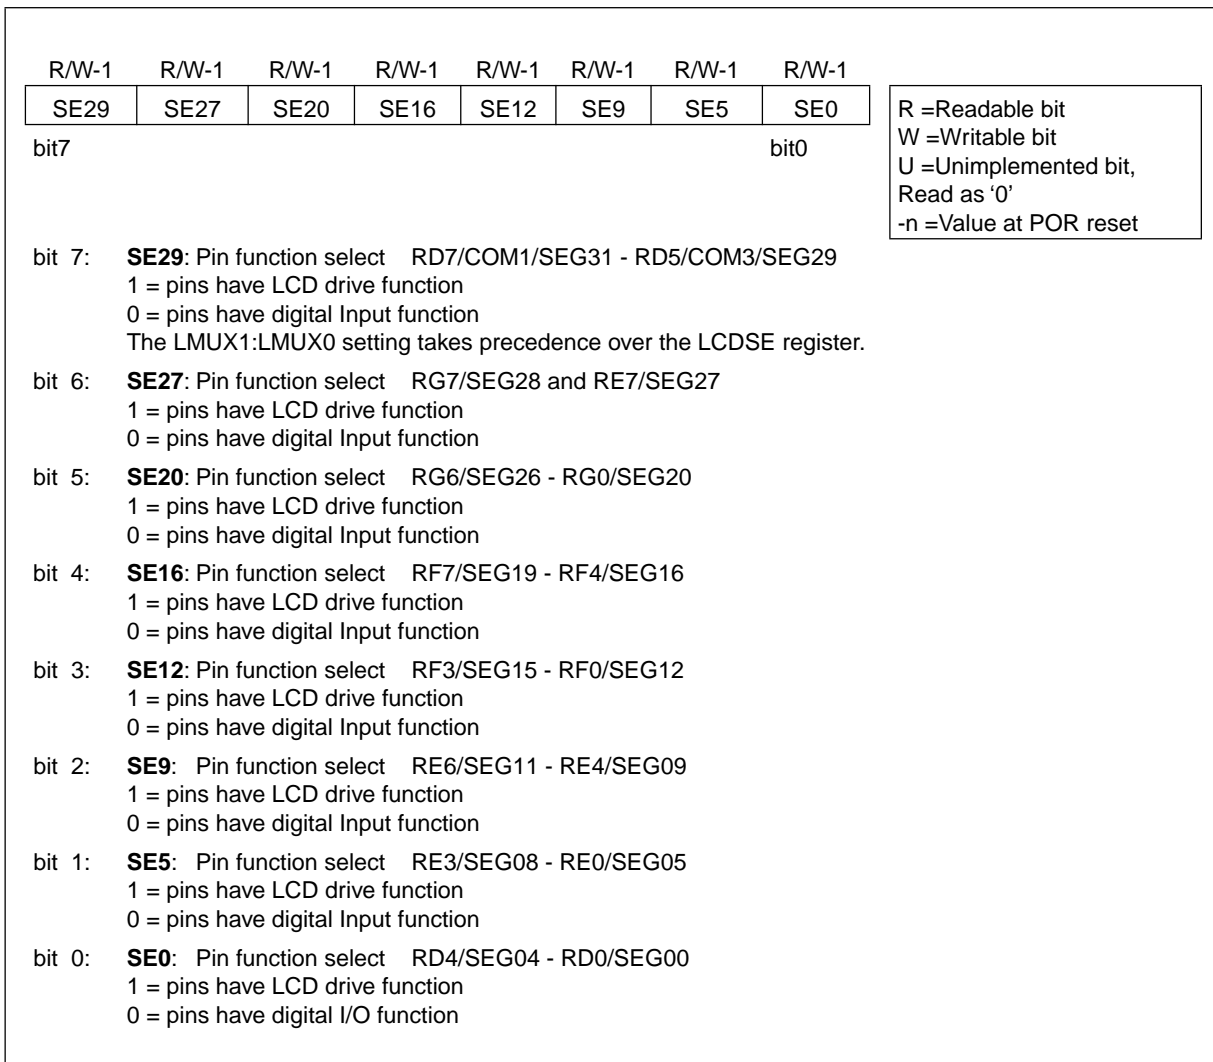 R/W-1 R/W-1 R/W-1 R/W-1 R/W-1 R/W-1 R/W-1 R/W-1
SE29 SE27 SE20 SE16 SE12 SE9 SE5 SE0
bit7 bit0
R =Readable bit
W =Writable bit
U =Unimplemented bit,
Read as ‘0’
-n =Value at POR reset
bit 7: SE29: Pin function select RD7/COM1/SEG31 - RD5/COM3/SEG29
1 = pins have LCD drive function
0 = pins have digital Input function
The LMUX1:LMUX0 setting takes precedence over the LCDSE register.
bit 6: SE27: Pin function select RG7/SEG28 and RE7/SEG27
1 = pins have LCD drive function
0 = pins have digital Input function
bit 5: SE20: Pin function select RG6/SEG26 - RG0/SEG20
1 = pins have LCD drive function
0 = pins have digital Input function
bit 4: SE16: Pin function select RF7/SEG19 - RF4/SEG16
1 = pins have LCD drive function
0 = pins have digital Input function
bit 3: SE12: Pin function select RF3/SEG15 - RF0/SEG12
1 = pins have LCD drive function
0 = pins have digital Input function
bit 2: SE9: Pin function select RE6/SEG11 - RE4/SEG09
1 = pins have LCD drive function
0 = pins have digital Input function
bit 1: SE5: Pin function select RE3/SEG08 - RE0/SEG05
1 = pins have LCD drive function
0 = pins have digital Input function
bit 0: SE0: Pin function select RD4/SEG04 - RD0/SEG00
1 = pins have LCD drive function
0 = pins have digital I/O function